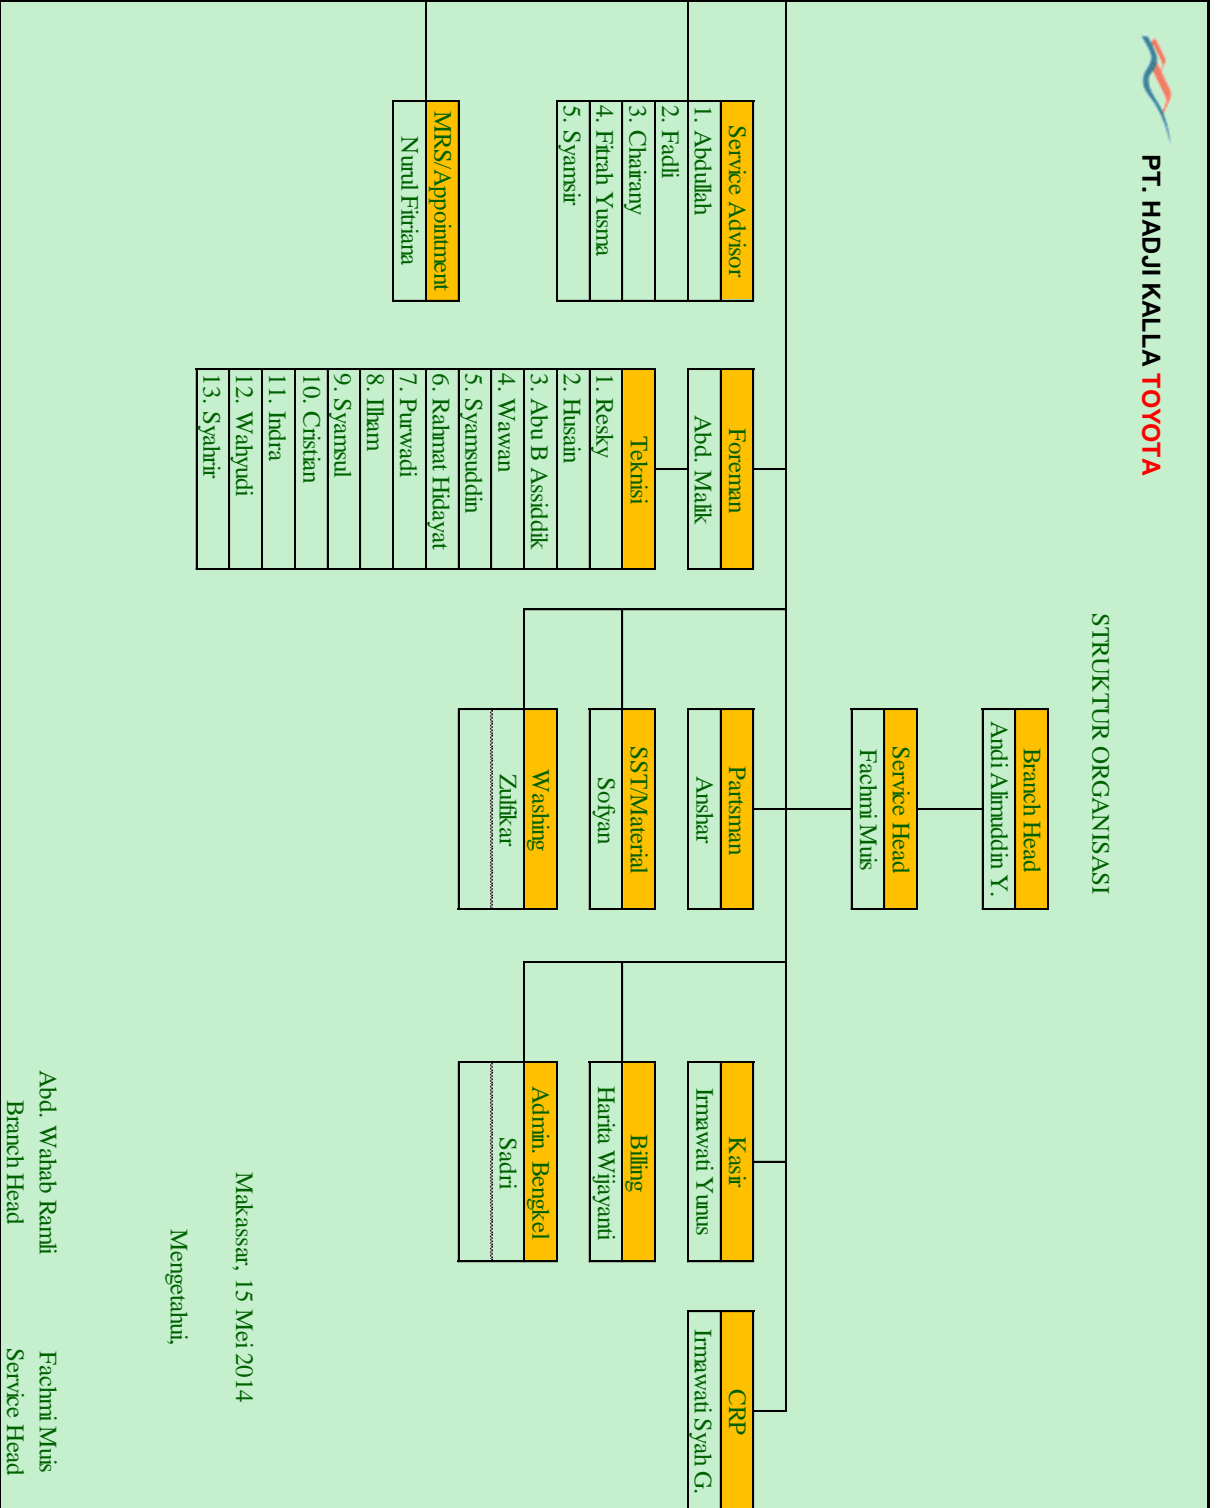 PT. HADJI KALLA TOYOTA
STRUKTUR ORGANISASI
Branch Head
Andi Alimuddin Y.
Service Head
Fachmi Muis
Service Advisor
1. Abdullah
2. Fadli
3. Chairany
4. Fitrah Yusma
5. Syamsir
MRS/Appointment
Nurul Fitriana
Foreman
Abd. Malik
Teknisi
1. Resky
2. Husain
3. Abu B Assiddik
4. Wawan
5. Syamsuddin
6. Rahmat Hidayat
7. Purwadi
8. Ilham
9. Syamsul
10. Cristian
11. Indra
12. Wahyudi
13. Syahrir
Partsman
Anshar
SST/Material
Sofyan
Washing
Zulfikar
Kasir
Irmawati Yunus
Billing
Harita Wijayanti
Admin. Bengkel
Sadri
CRP
Irmawati Syah G.
Makassar, 15 Mei 2014
Mengetahui,
Abd. Wahab Ramli Fachmi Muis
Branch Head Service Head